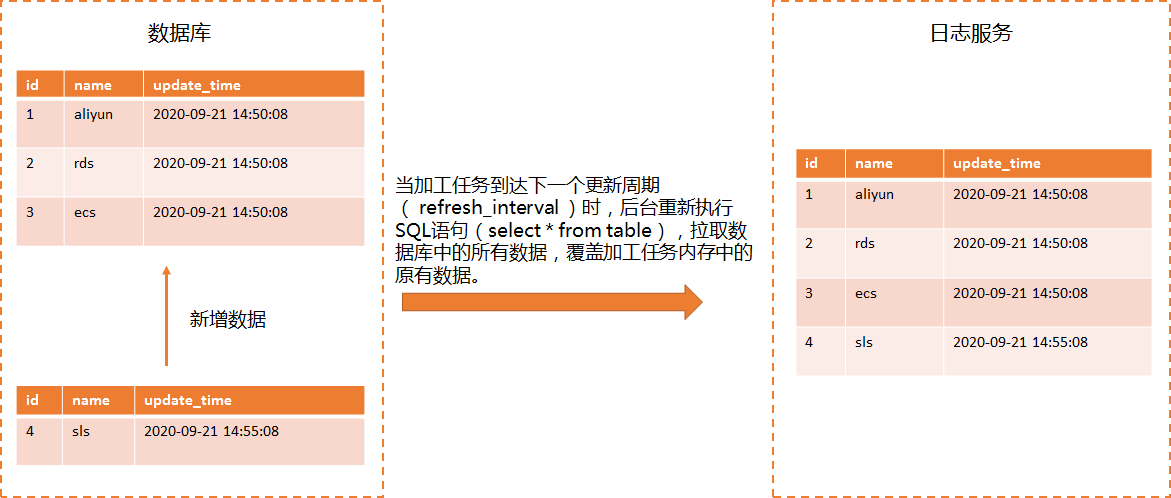 数据库
id name update_time
1 aliyun 2020-09-21 14:50:08
2 rds 2020-09-21 14:50:08
3 ecs 2020-09-21 14:50:08
新增数据
id name update_time
4 sls 2020-09-21 14:55:08
当加工任务到达下一个更新周期
（ refresh_interval ）时，后台重新执行
SQL语句（select * from table），拉取数
据库中的所有数据，覆盖加工任务内存中的
原有数据。
日志服务
id name update_time
1 aliyun 2020-09-21 14:50:08
2 rds 2020-09-21 14:50:08
3 ecs 2020-09-21 14:50:08
4 sls 2020-09-21 14:55:08